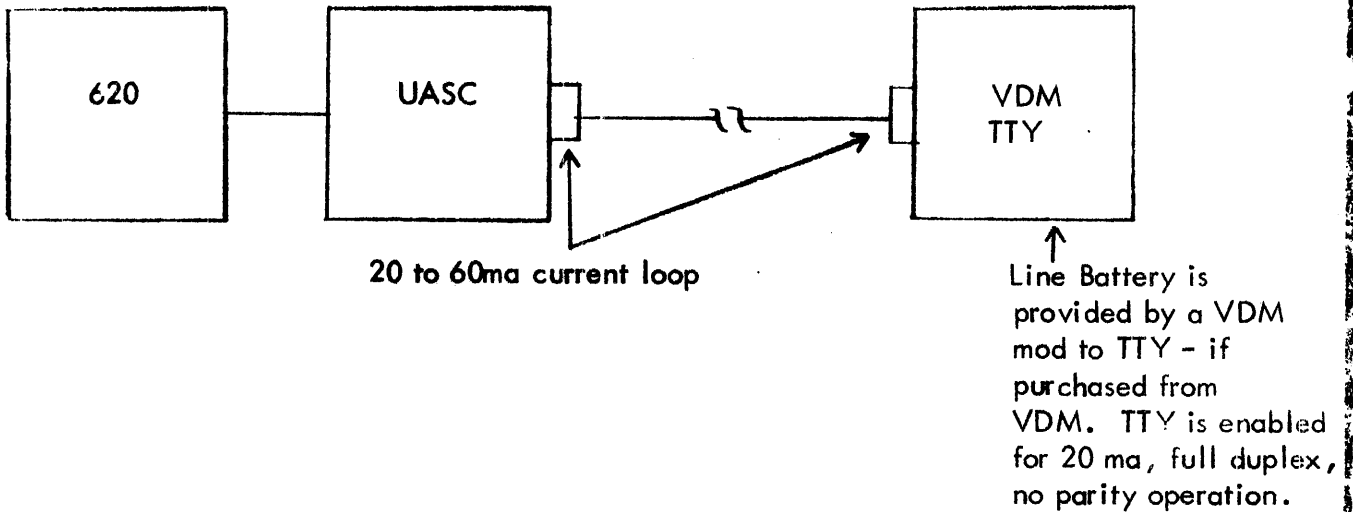 620
UASC
VDM
TTY
20 to 60ma current loop
Line Battery is
provided by a VDM
mod to TTY - if
purchased from
VDM. TTY is enabled
for 20 ma, full duplex,
no parity operation.